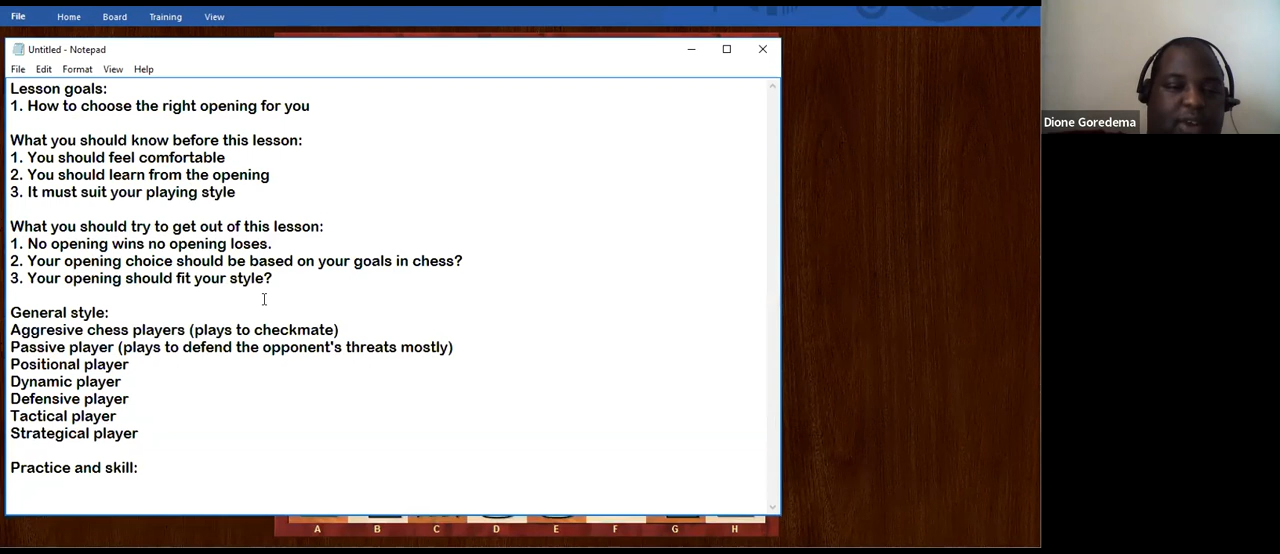 File Home Board Training View
Untitled - Notepad
File Edit Format View Help
Lesson goals:
1. How to choose the right opening for you
What you should know before this lesson:
1. You should feel comfortable
2. You should learn from the opening
3. It must suit your playing style
What you should try to get out of this lesson:
1. No opening wins no opening loses.
2. Your opening choice should be based on your goals in chess?
3. Your opening should fit your style?
General style:
Aggresive chess players (plays to checkmate)
Passive player (plays to defend the opponent's threats mostly)
Positional player
Dynamic player
Defensive player
Tactical player
Strategical player
Practice and skill:
A B C D E F G H
Dione Goredema